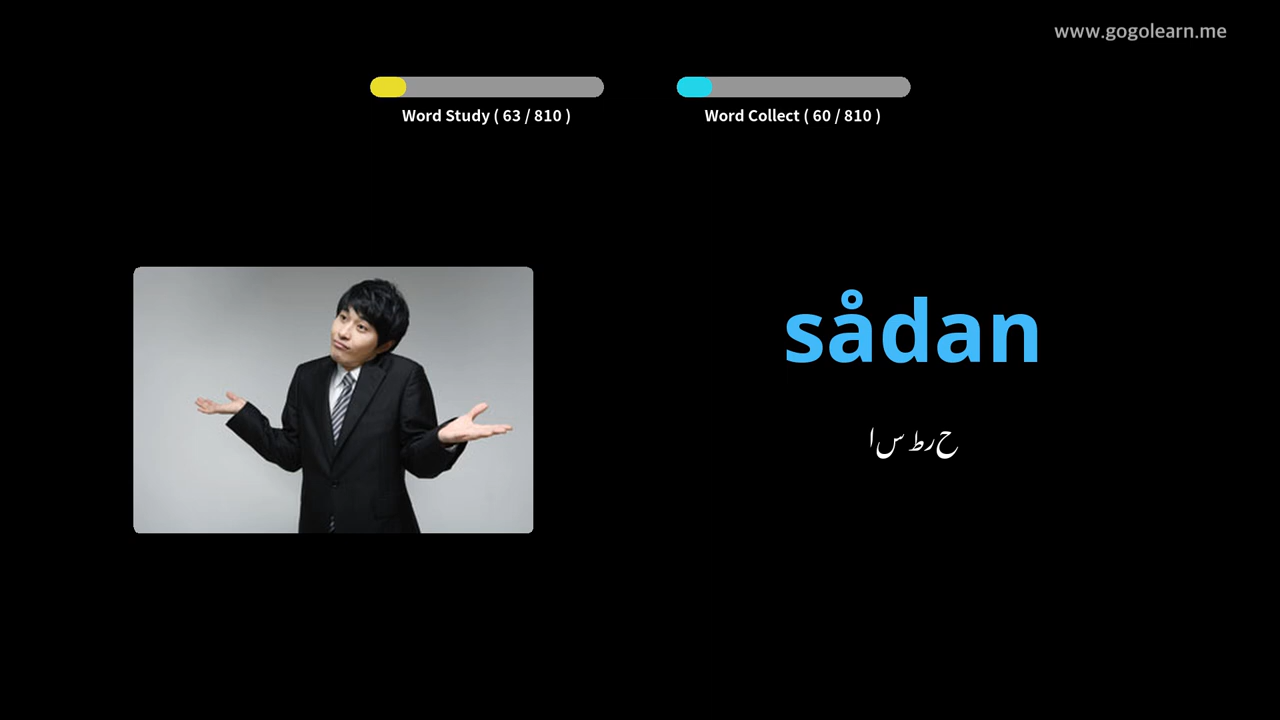 www.gogolearn.me
Word Study ( 63 / 810 )
Word Collect ( 60 / 810 )
sådan
اس طرح